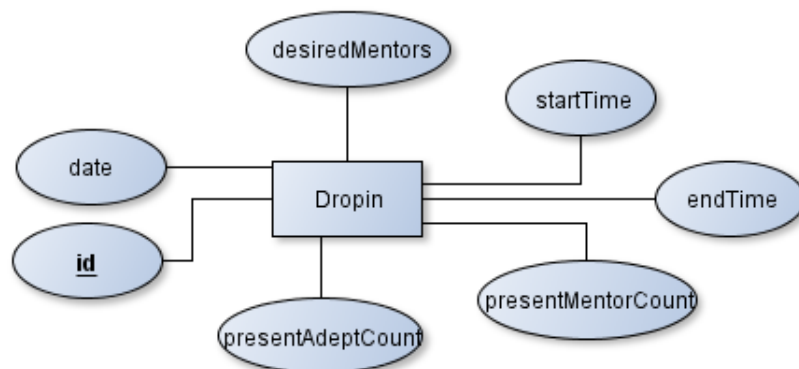 desiredMentors
startTime
date
Dropin
endTime
id
presentMentorCount
presentAdeptCount